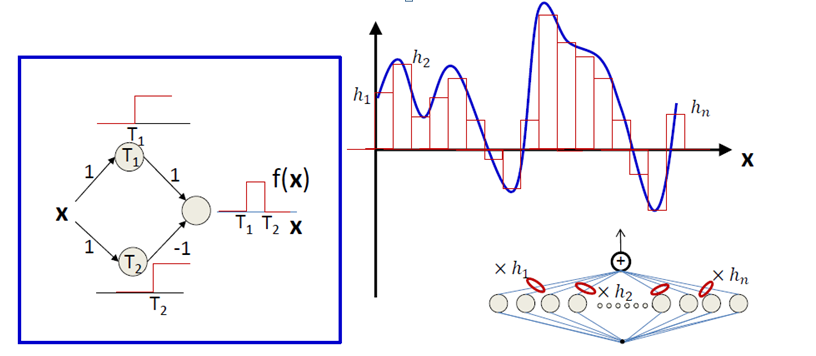 T₁
T₁
1
1
x
1
-1
T₂
T₂
f(x)
T₁ T₂ x
h₁
h₂
hₙ
x
+
× h₁
× h₂
× hₙ